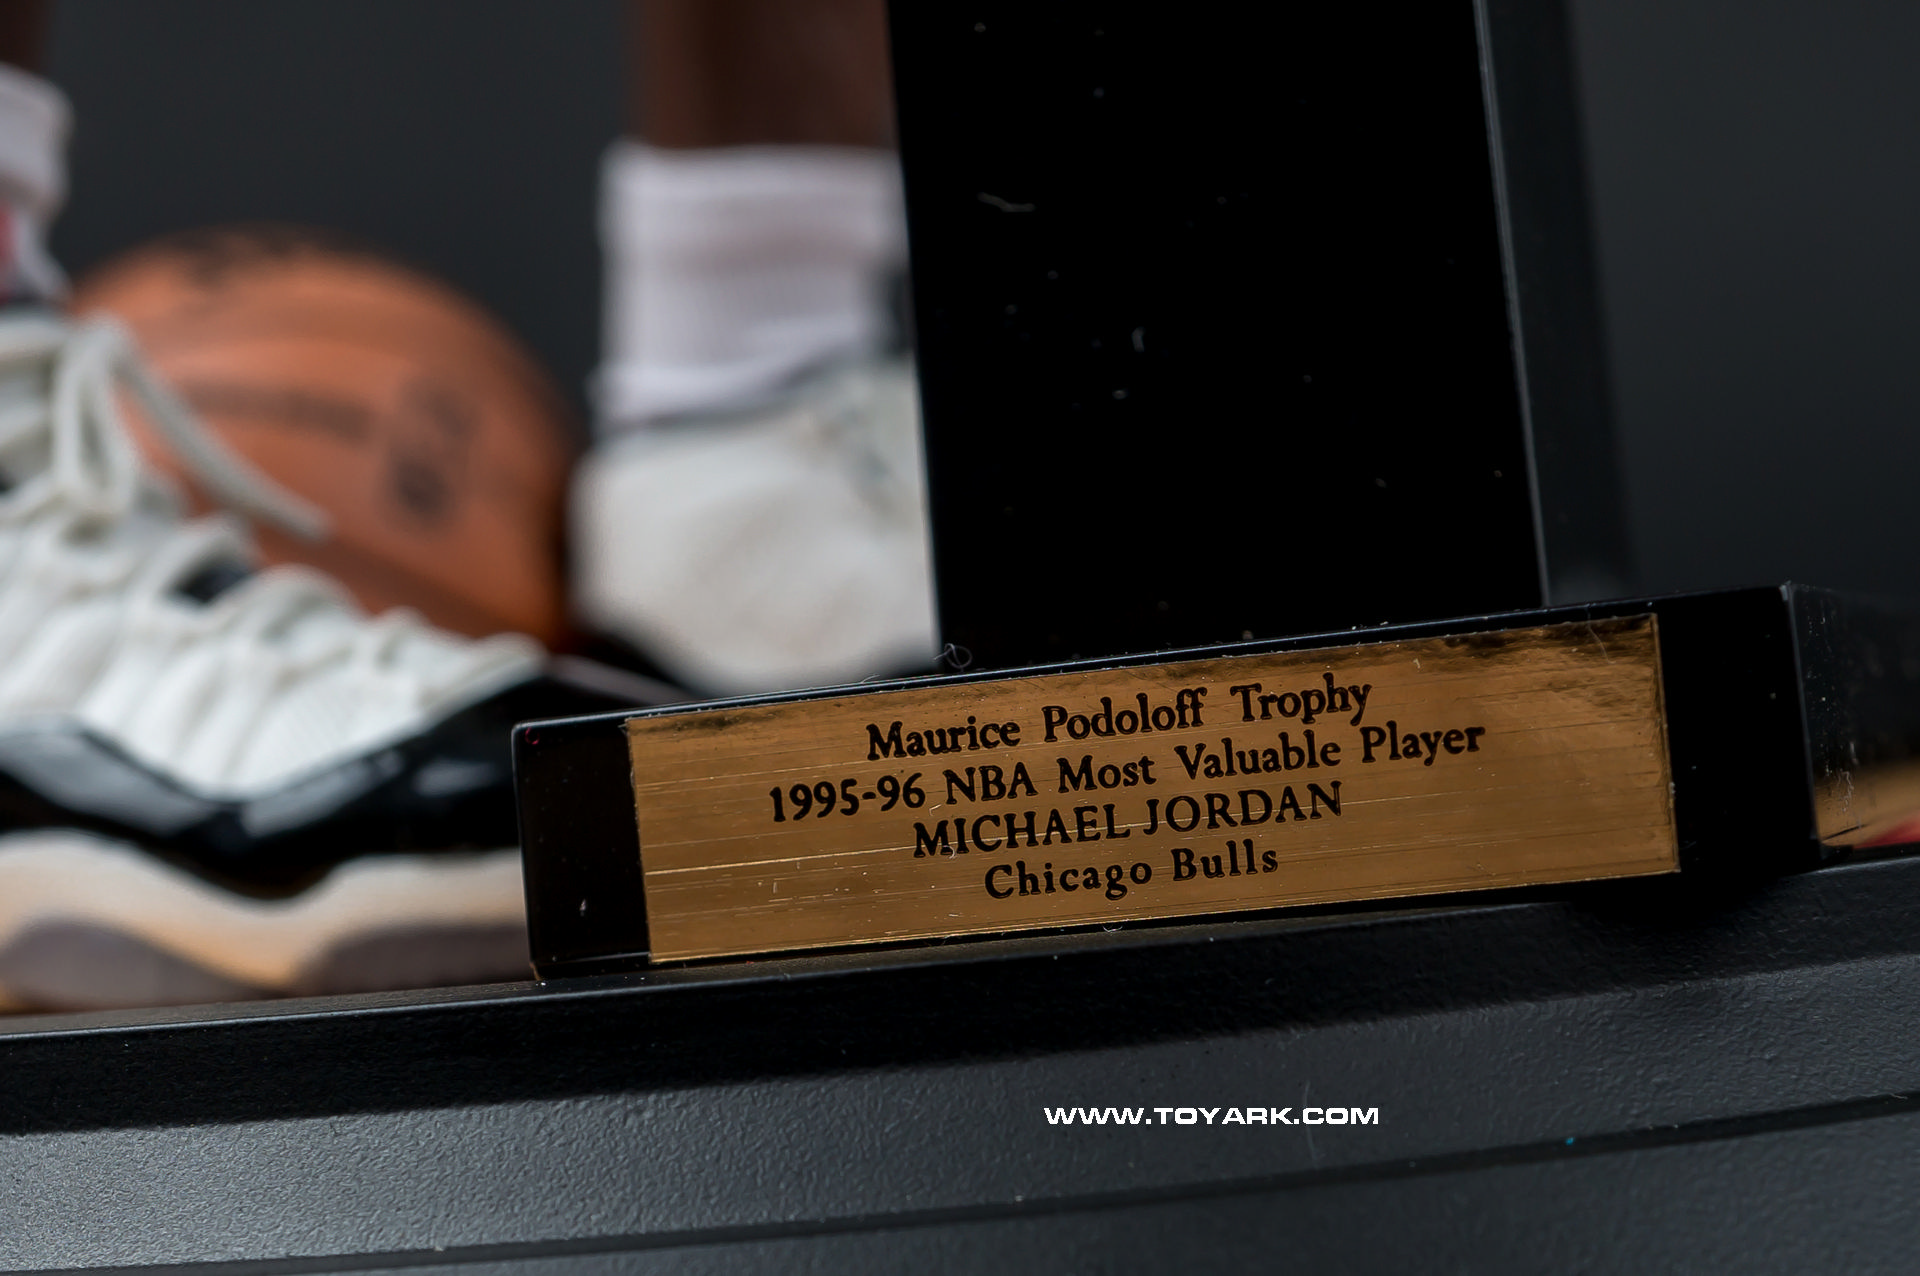 Maurice Podoloff Trophy
1995-96 NBA Most Valuable Player
MICHAEL JORDAN
Chicago Bulls
WWW.TOYARK.COM